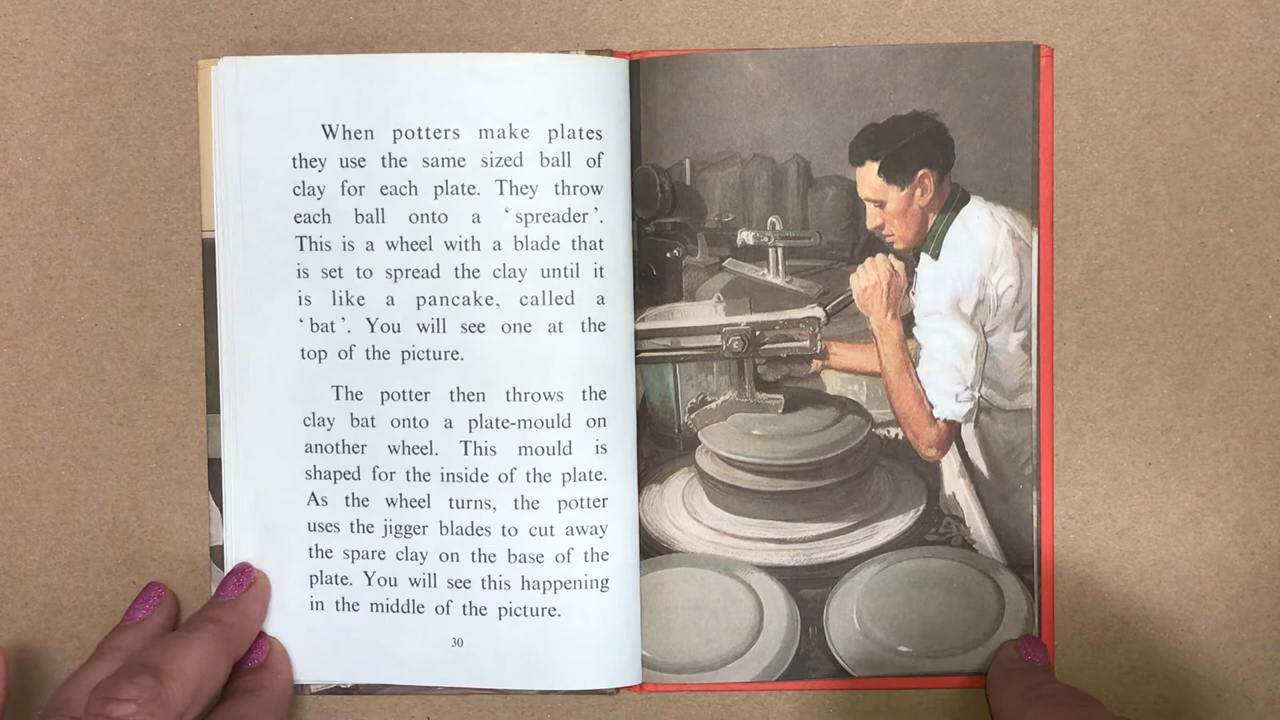 When potters make plates
they use the same sized ball of
clay for each plate. They throw
each ball onto a ‘spreader’.
This is a wheel with a blade that
is set to spread the clay until it
is like a pancake, called a
‘bat’. You will see one at the
top of the picture.
The potter then throws the
clay bat onto a plate-mould on
another wheel. This mould is
shaped for the inside of the plate.
As the wheel turns, the potter
uses the jigger blades to cut away
the spare clay on the base of the
plate. You will see this happening
in the middle of the picture.
30